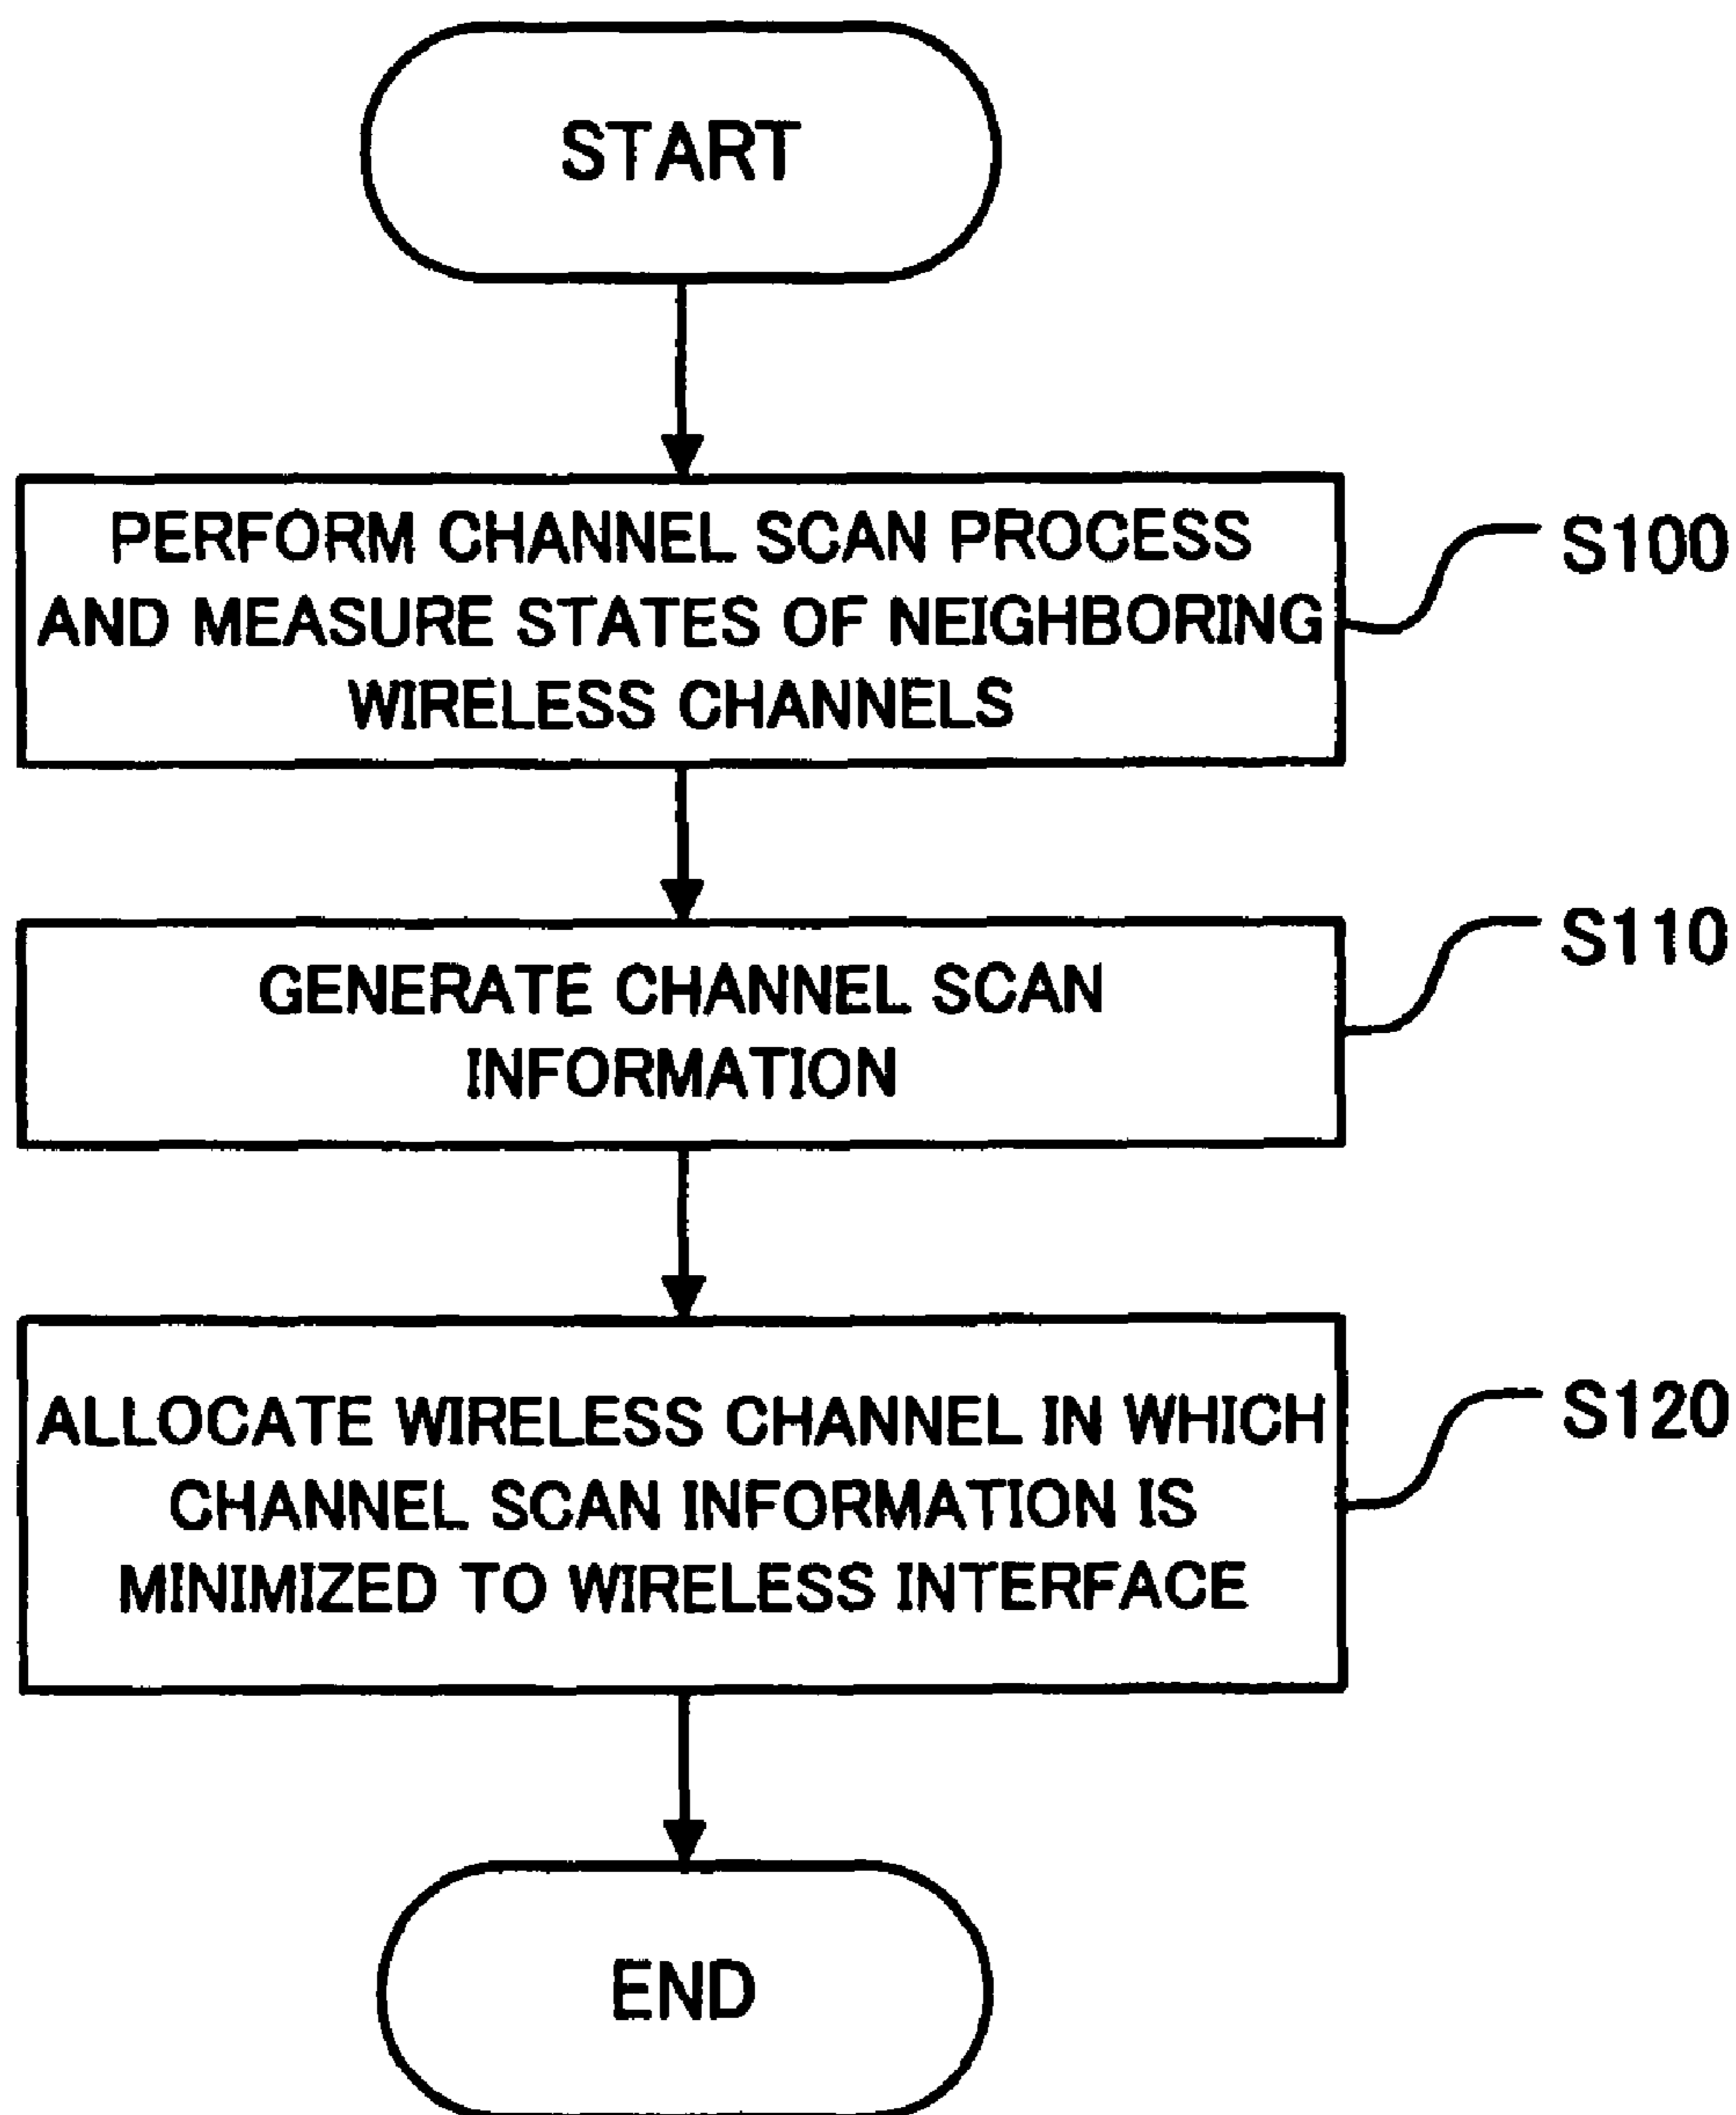 START
PERFORM CHANNEL SCAN PROCESS
AND MEASURE STATES OF NEIGHBORING
WIRELESS CHANNELS
S100
GENERATE CHANNEL SCAN
INFORMATION
S110
ALLOCATE WIRELESS CHANNEL IN WHICH
CHANNEL SCAN INFORMATION IS
MINIMIZED TO WIRELESS INTERFACE
S120
END